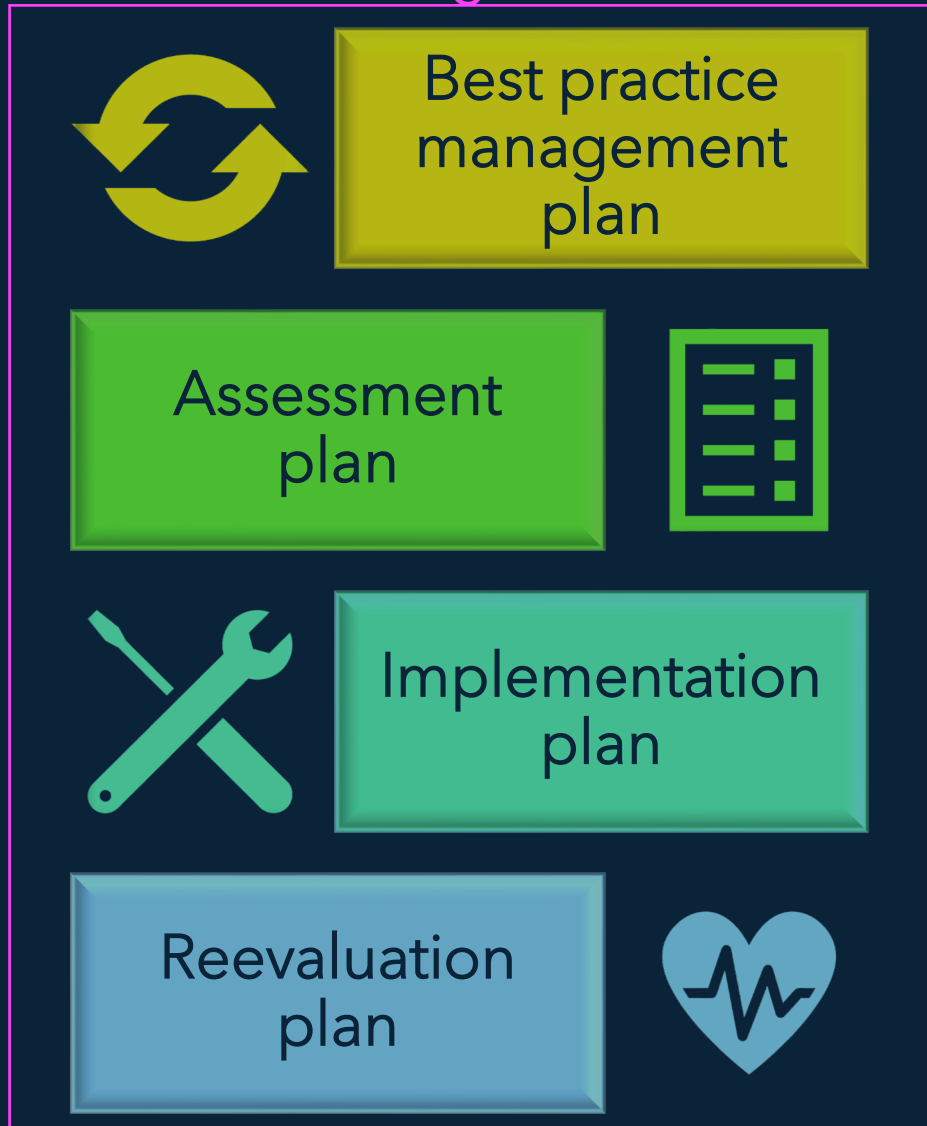 Best practice
management
plan
Assessment
plan
Implementation
plan
Reevaluation
plan